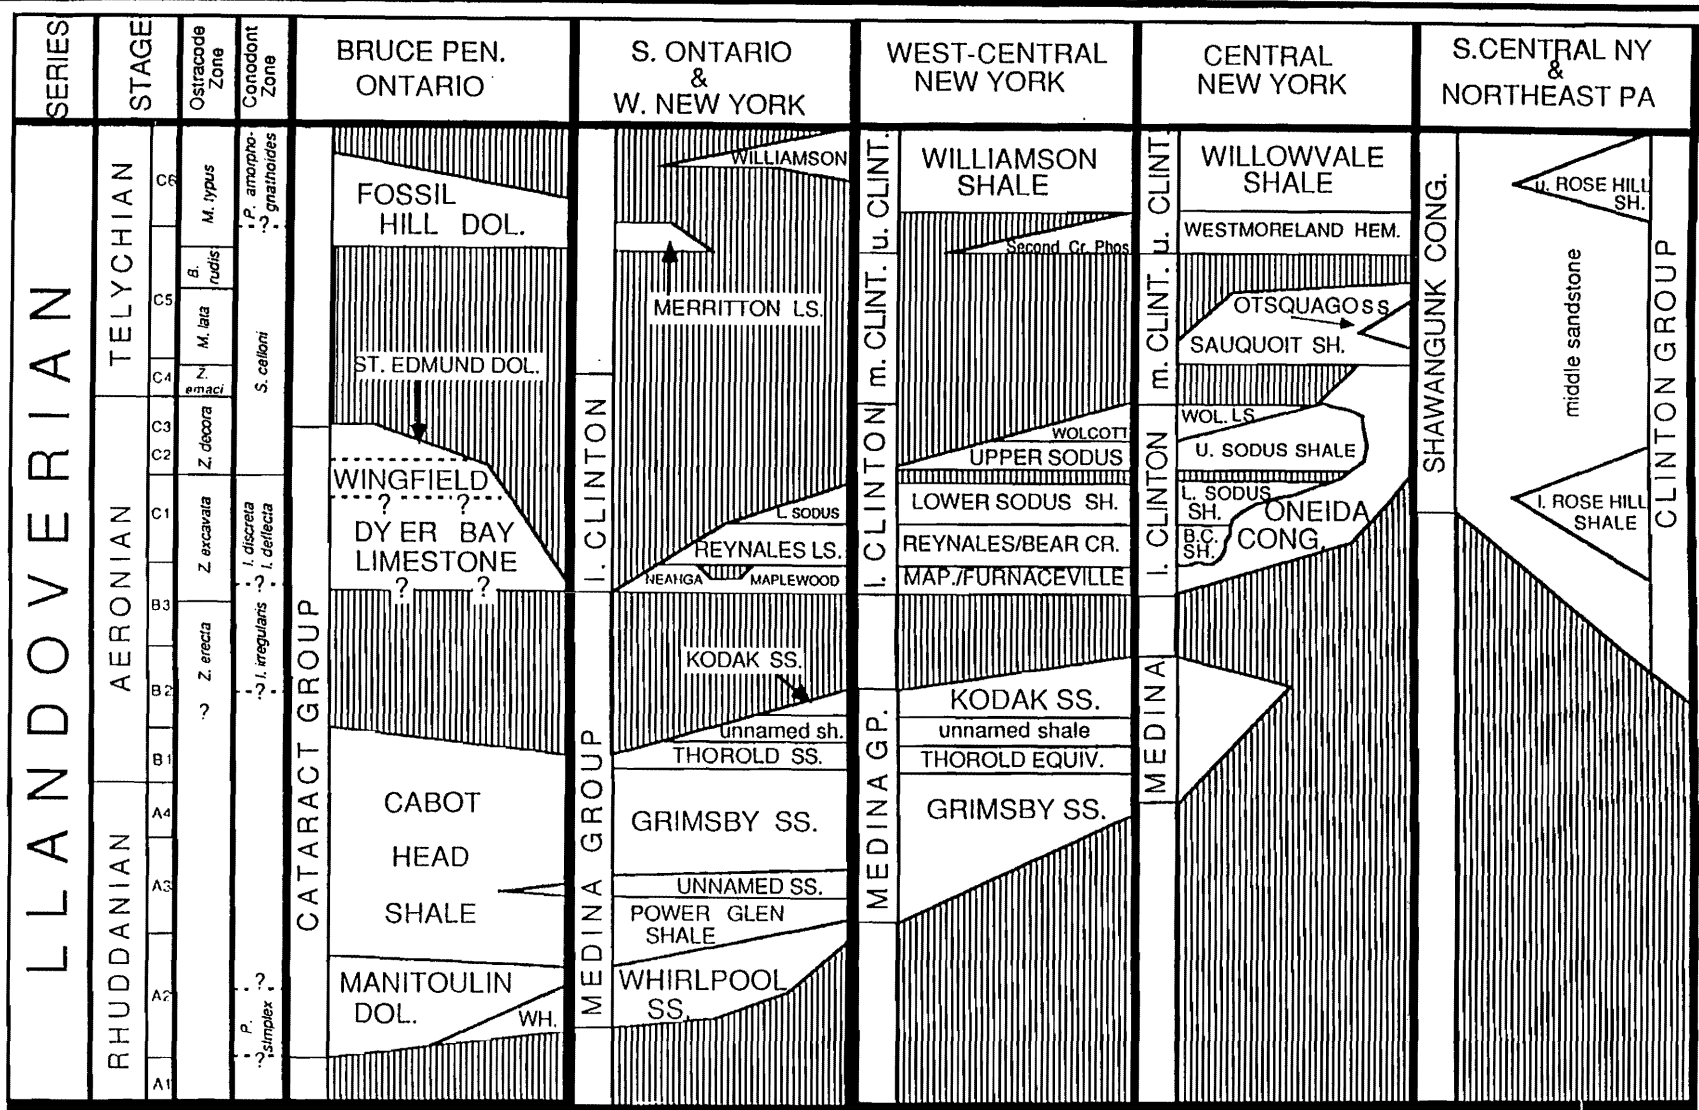 SERIES
STAGE
Ostracode
Zone
Conodont
Zone
BRUCE PEN.
ONTARIO
S. ONTARIO
&
W. NEW YORK
WEST-CENTRAL
NEW YORK
CENTRAL
NEW YORK
S.CENTRAL NY
&
NORTHEAST PA
LLANDOVERIAN
TELYCHIAN
AERONIAN
RHUDDANIAN
C6
C5
C4
C3
C2
C1
B3
B2
B1
A4
A3
A2
A1
M. typus
B.
rudis
M. lata
Z.
emaci
Z. decora
Z excavata
Z. erecta
?
P. amorpho-
gnathoides
--?--
S. celloni
I. discreta
I. deflecta
--?--
I. irregularis
--?--
--?--
P.
simplex
--?--
CATARACT GROUP
FOSSIL
HILL DOL.
ST. EDMUND DOL.
WINGFIELD
? ?
DYER BAY
LIMESTONE
? ?
CABOT
HEAD
SHALE
MANITOULIN
DOL.
WH.
l. CLINTON
MEDINA GROUP
WILLIAMSON
MERRITTON LS.
L. SODUS
REYNALES LS.
NEAHGA
MAPLEWOOD
KODAK SS.
unnamed sh.
THOROLD SS.
GRIMSBY SS.
UNNAMED SS.
POWER GLEN
SHALE
WHIRLPOOL
SS.
u. CLINT.
m. CLINT.
l. CLINTON
MEDINA GP.
WILLIAMSON
SHALE
Second Cr. Phos
WOLCOTT
UPPER SODUS
LOWER SODUS SH.
REYNALES/BEAR CR.
MAP./FURNACEVILLE
KODAK SS.
unnamed shale
THOROLD EQUIV.
GRIMSBY SS.
u. CLINT
m. CLINT.
l. CLINTON
MEDINA
WILLOWVALE
SHALE
WESTMORELAND HEM.
OTSQUAGO SS
SAUQUOIT SH.
WOL. LS
U. SODUS SHALE
L. SODUS
SH.
B.C.
SH.
ONEIDA
CONG.
SHAWANGUNK CONG.
u. ROSE HILL
SH.
middle sandstone
l. ROSE HILL
SHALE
CLINTON GROUP